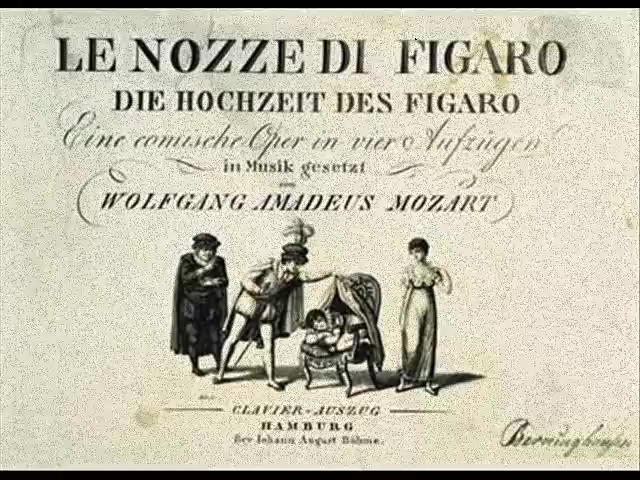 LE NOZZE DI FIGARO
DIE HOCHZEIT DES FIGARO
Eine comische Oper in vier Aufzügen
in Musik gesetzt
von
WOLFGANG AMADEUS MOZART
CLAVIER-AUSZUG
HAMBURG
Bey Johann August Böhme.